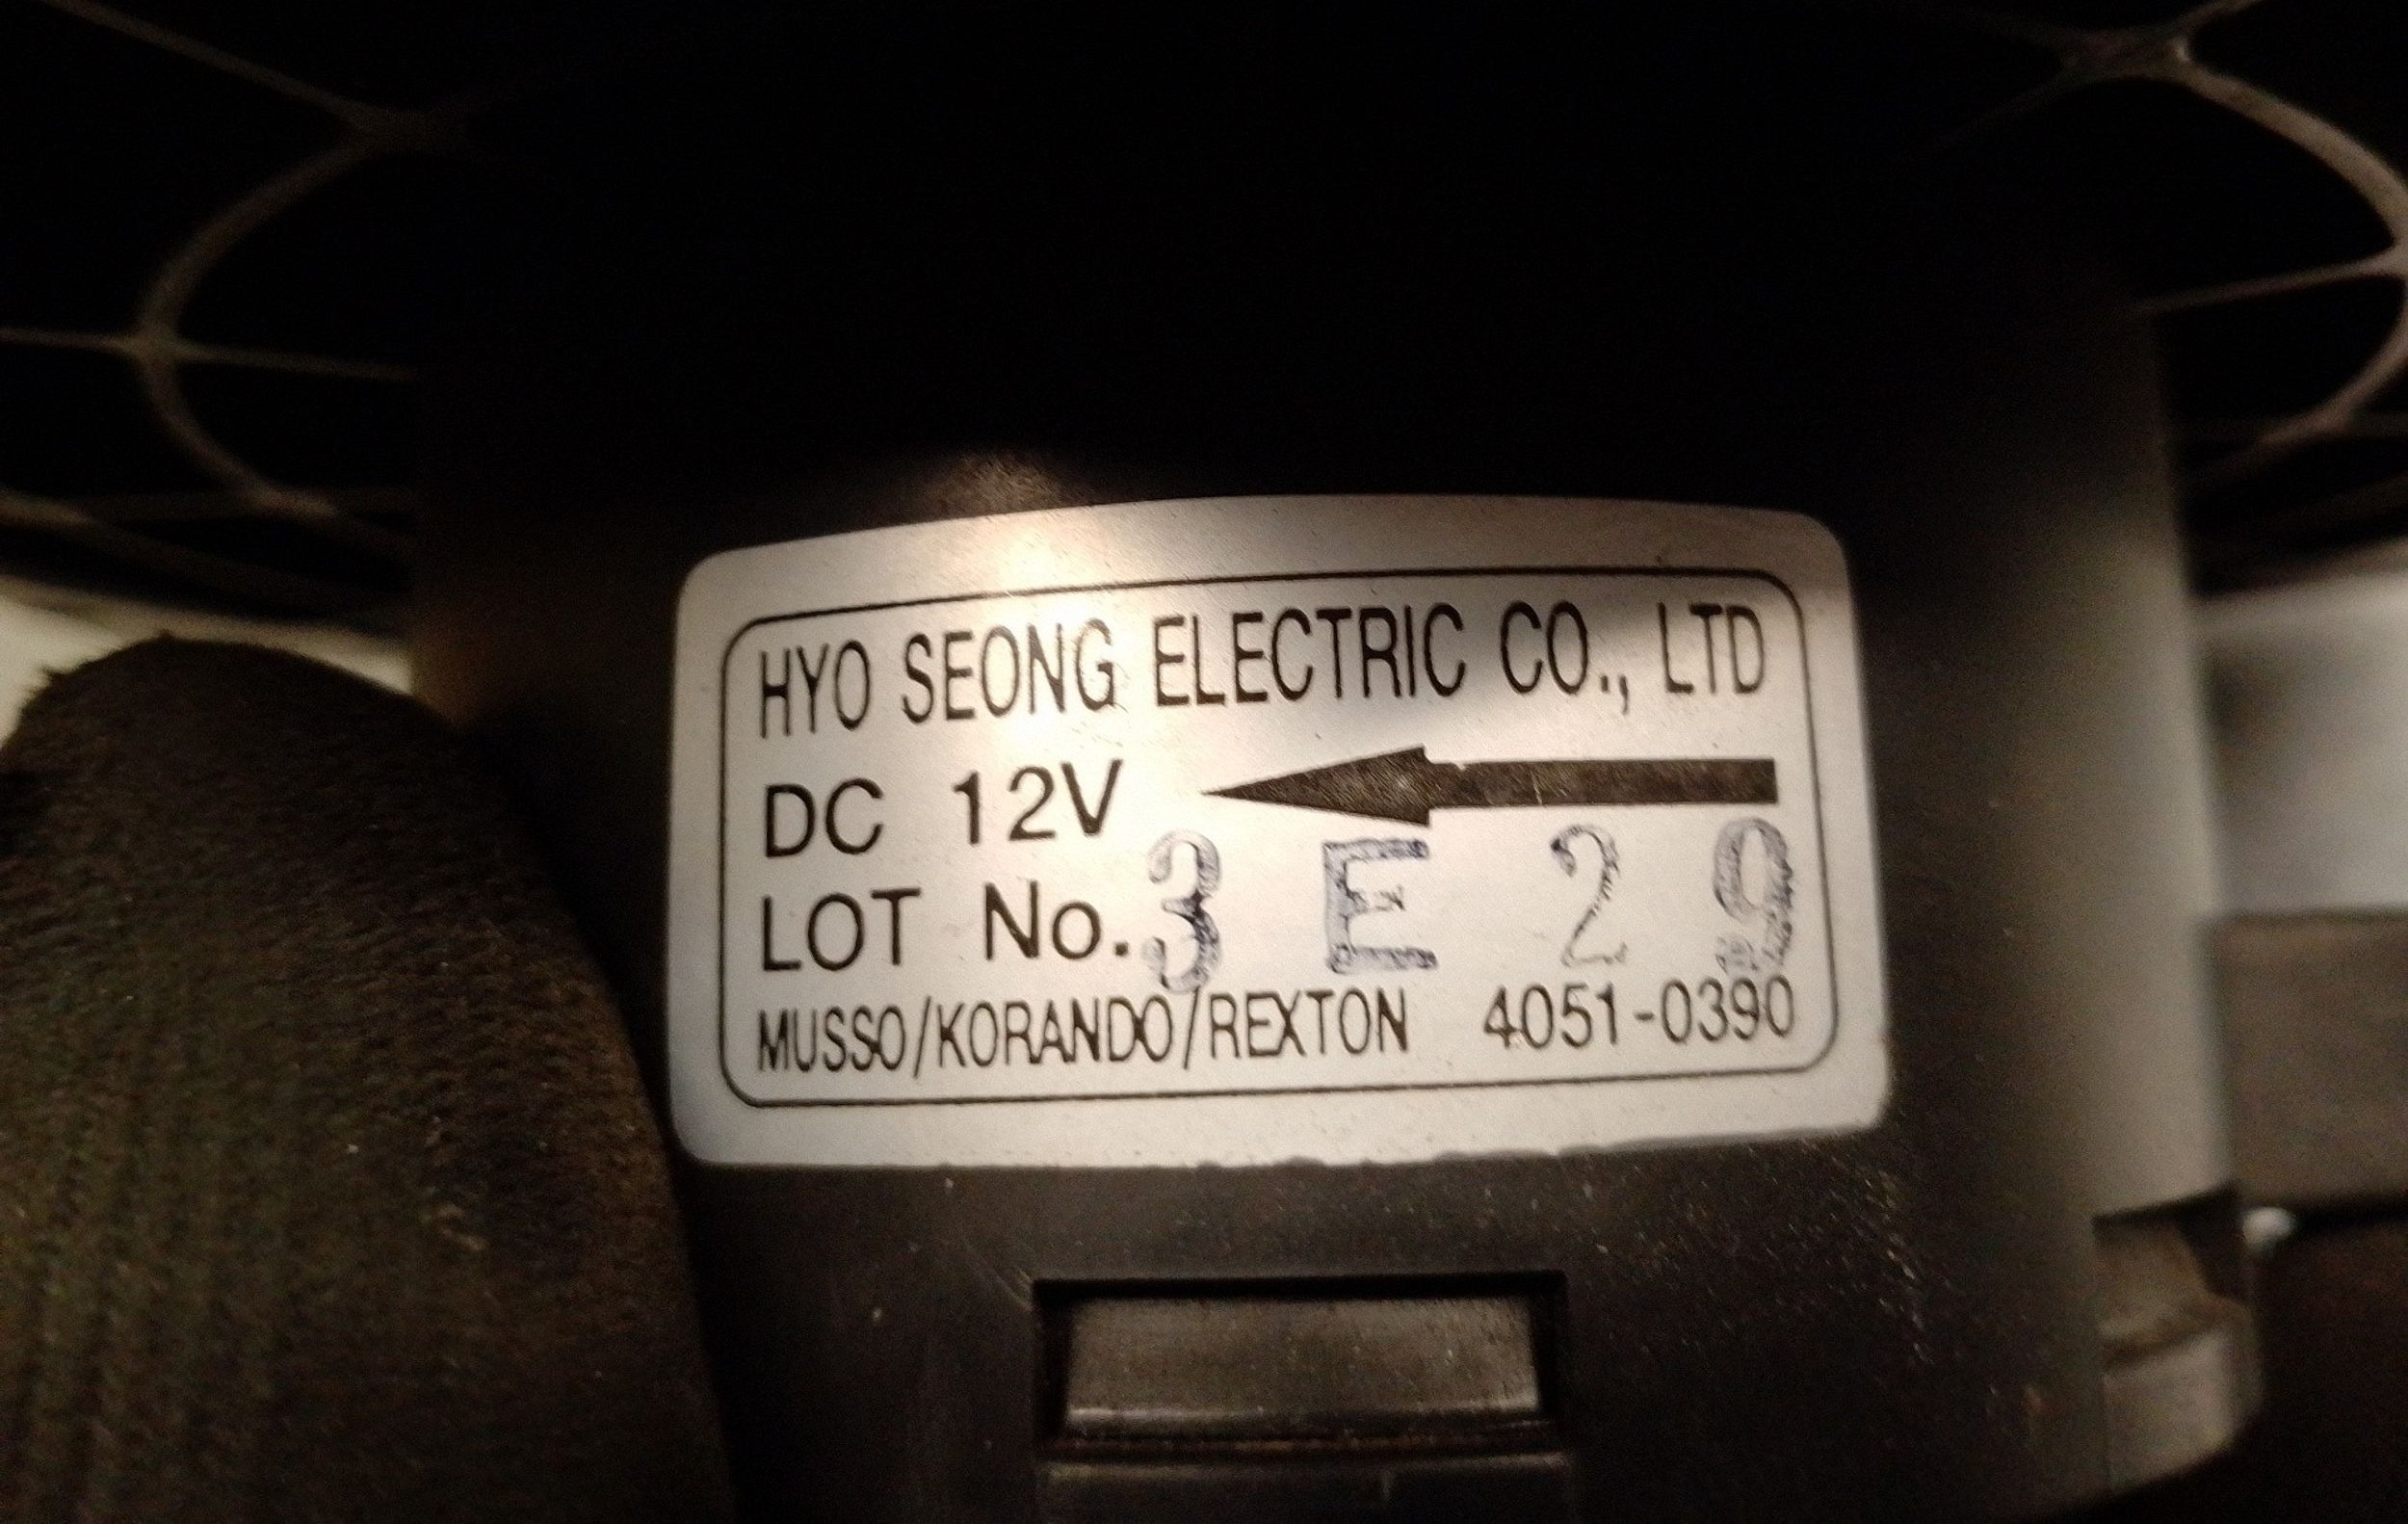 HYO SEONG ELECTRIC CO., LTD
DC 12V
LOT No. 3 E 2 9
MUSSO/KORANDO/REXTON 4051-0390